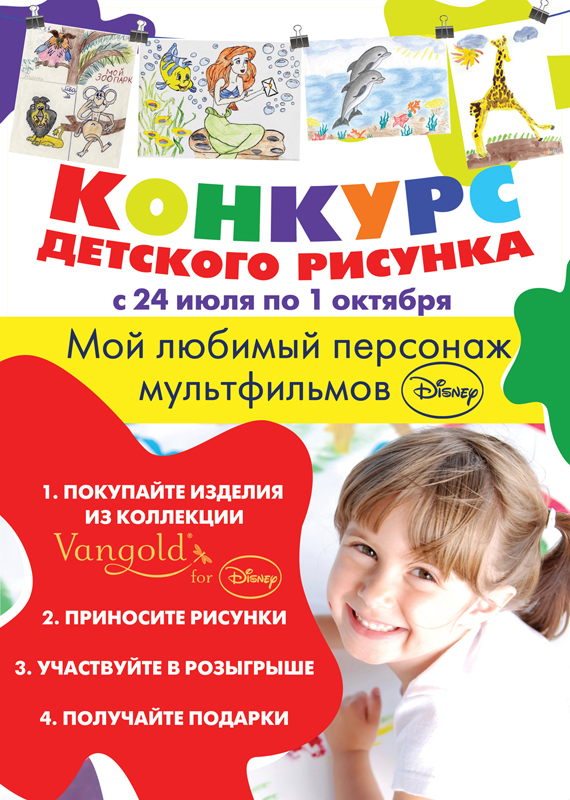 МОЙ
ЗООПАРК
КОНКУРС
ДЕТСКОГО РИСУНКА
с 24 июля по 1 октября
Мой любимый персонаж
мультфильмов Disney
1. ПОКУПАЙТЕ ИЗДЕЛИЯ
ИЗ КОЛЛЕКЦИИ
Vangold®
for Disney
2. ПРИНОСИТЕ РИСУНКИ
3. УЧАСТВУЙТЕ В РОЗЫГРЫШЕ
4. ПОЛУЧАЙТЕ ПОДАРКИ